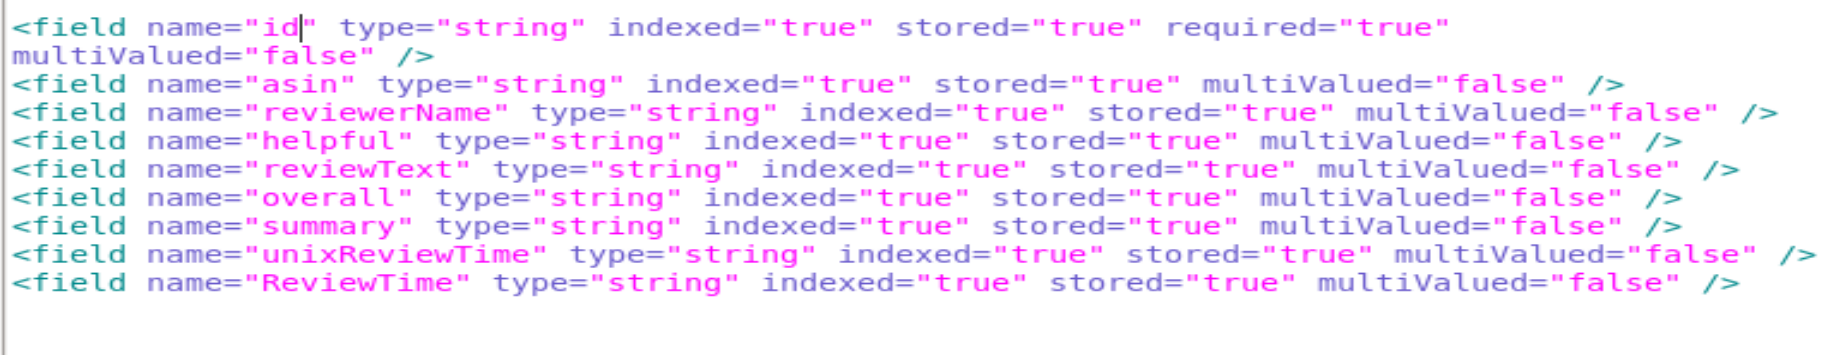 <field name="id" type="string" indexed="true" stored="true" required="true"
multiValued="false" />
<field name="asin" type="string" indexed="true" stored="true" multiValued="false" />
<field name="reviewerName" type="string" indexed="true" stored="true" multiValued="false" />
<field name="helpful" type="string" indexed="true" stored="true" multiValued="false" />
<field name="reviewText" type="string" indexed="true" stored="true" multiValued="false" />
<field name="overall" type="string" indexed="true" stored="true" multiValued="false" />
<field name="summary" type="string" indexed="true" stored="true" multiValued="false" />
<field name="unixReviewTime" type="string" indexed="true" stored="true" multiValued="false" />
<field name="ReviewTime" type="string" indexed="true" stored="true" multiValued="false" />